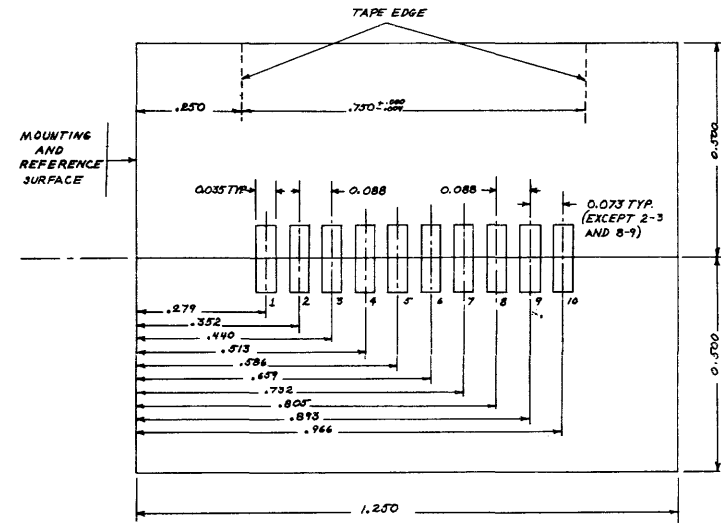 TAPE EDGE
.250
.750 +.000 -.004
0.500
MOUNTING
AND
REFERENCE
SURFACE
0.035 TYP.
0.088
0.088
0.073 TYP.
(EXCEPT 2-3
AND 8-9)
1 2 3 4 5 6 7 8 9 10
.279
.352
.440
.513
.586
.659
.732
.805
.893
.966
0.500
1.250